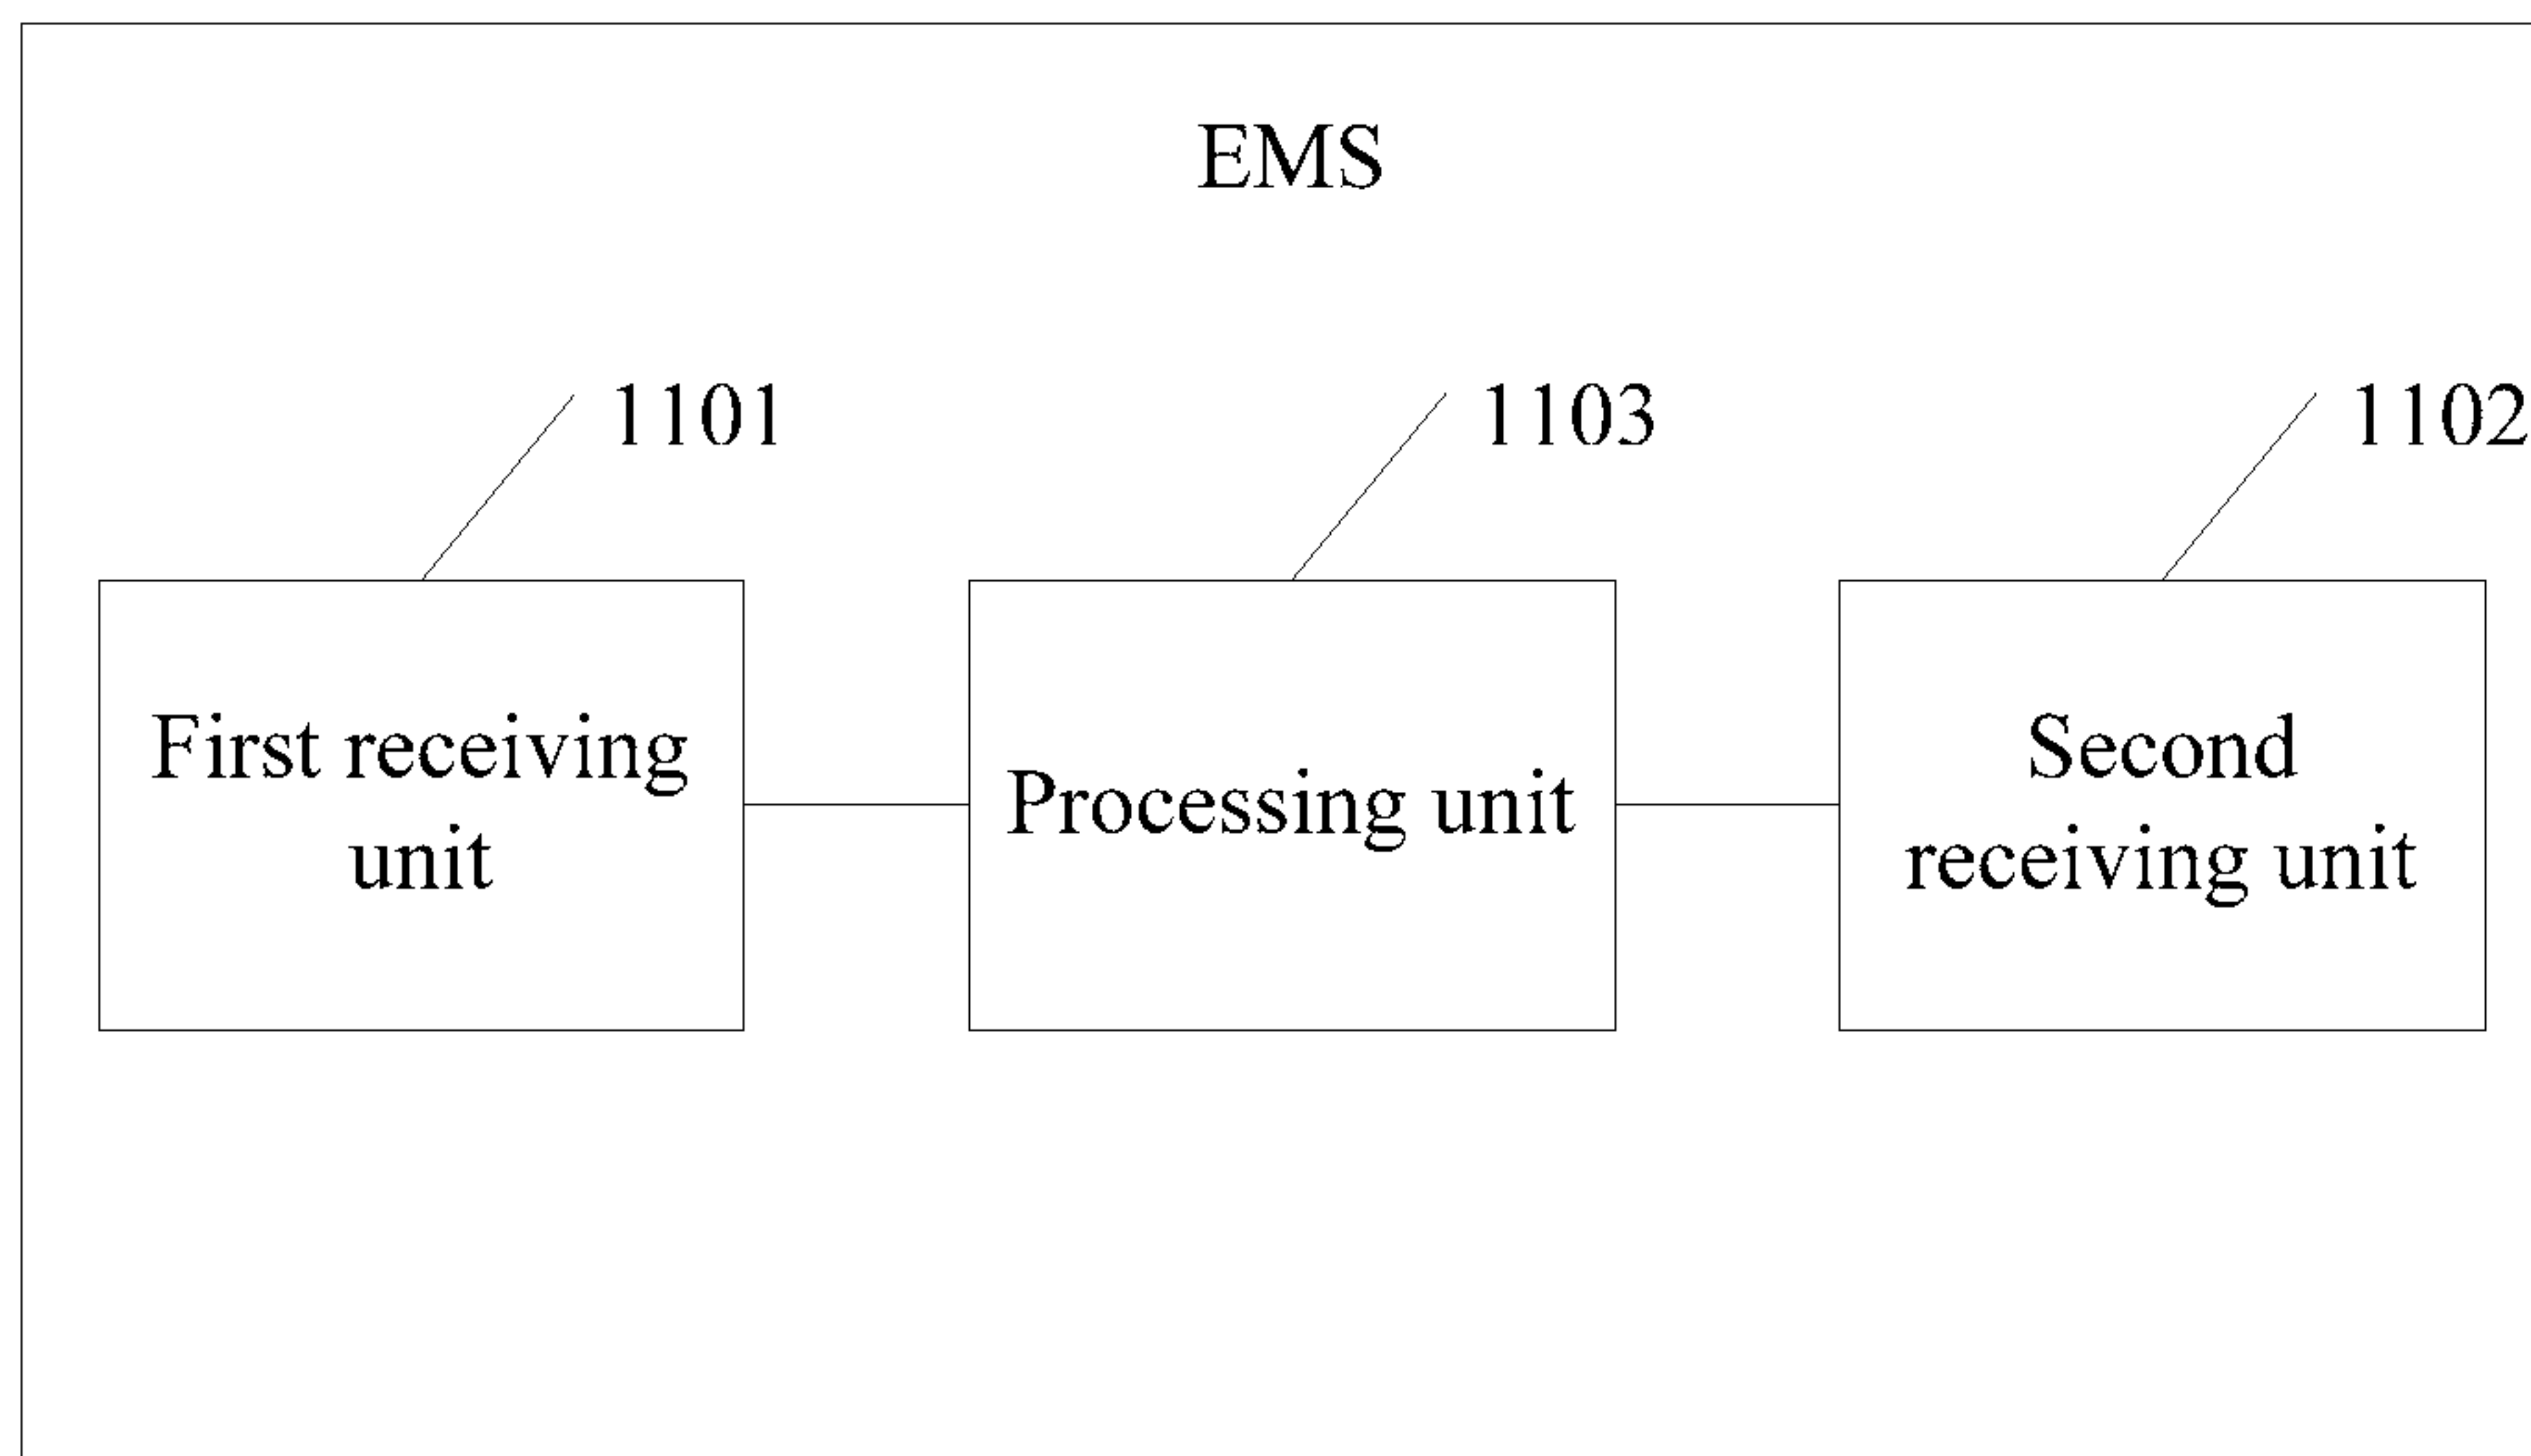 EMS
1101
1103
1102
First receiving
unit
Processing unit
Second
receiving unit